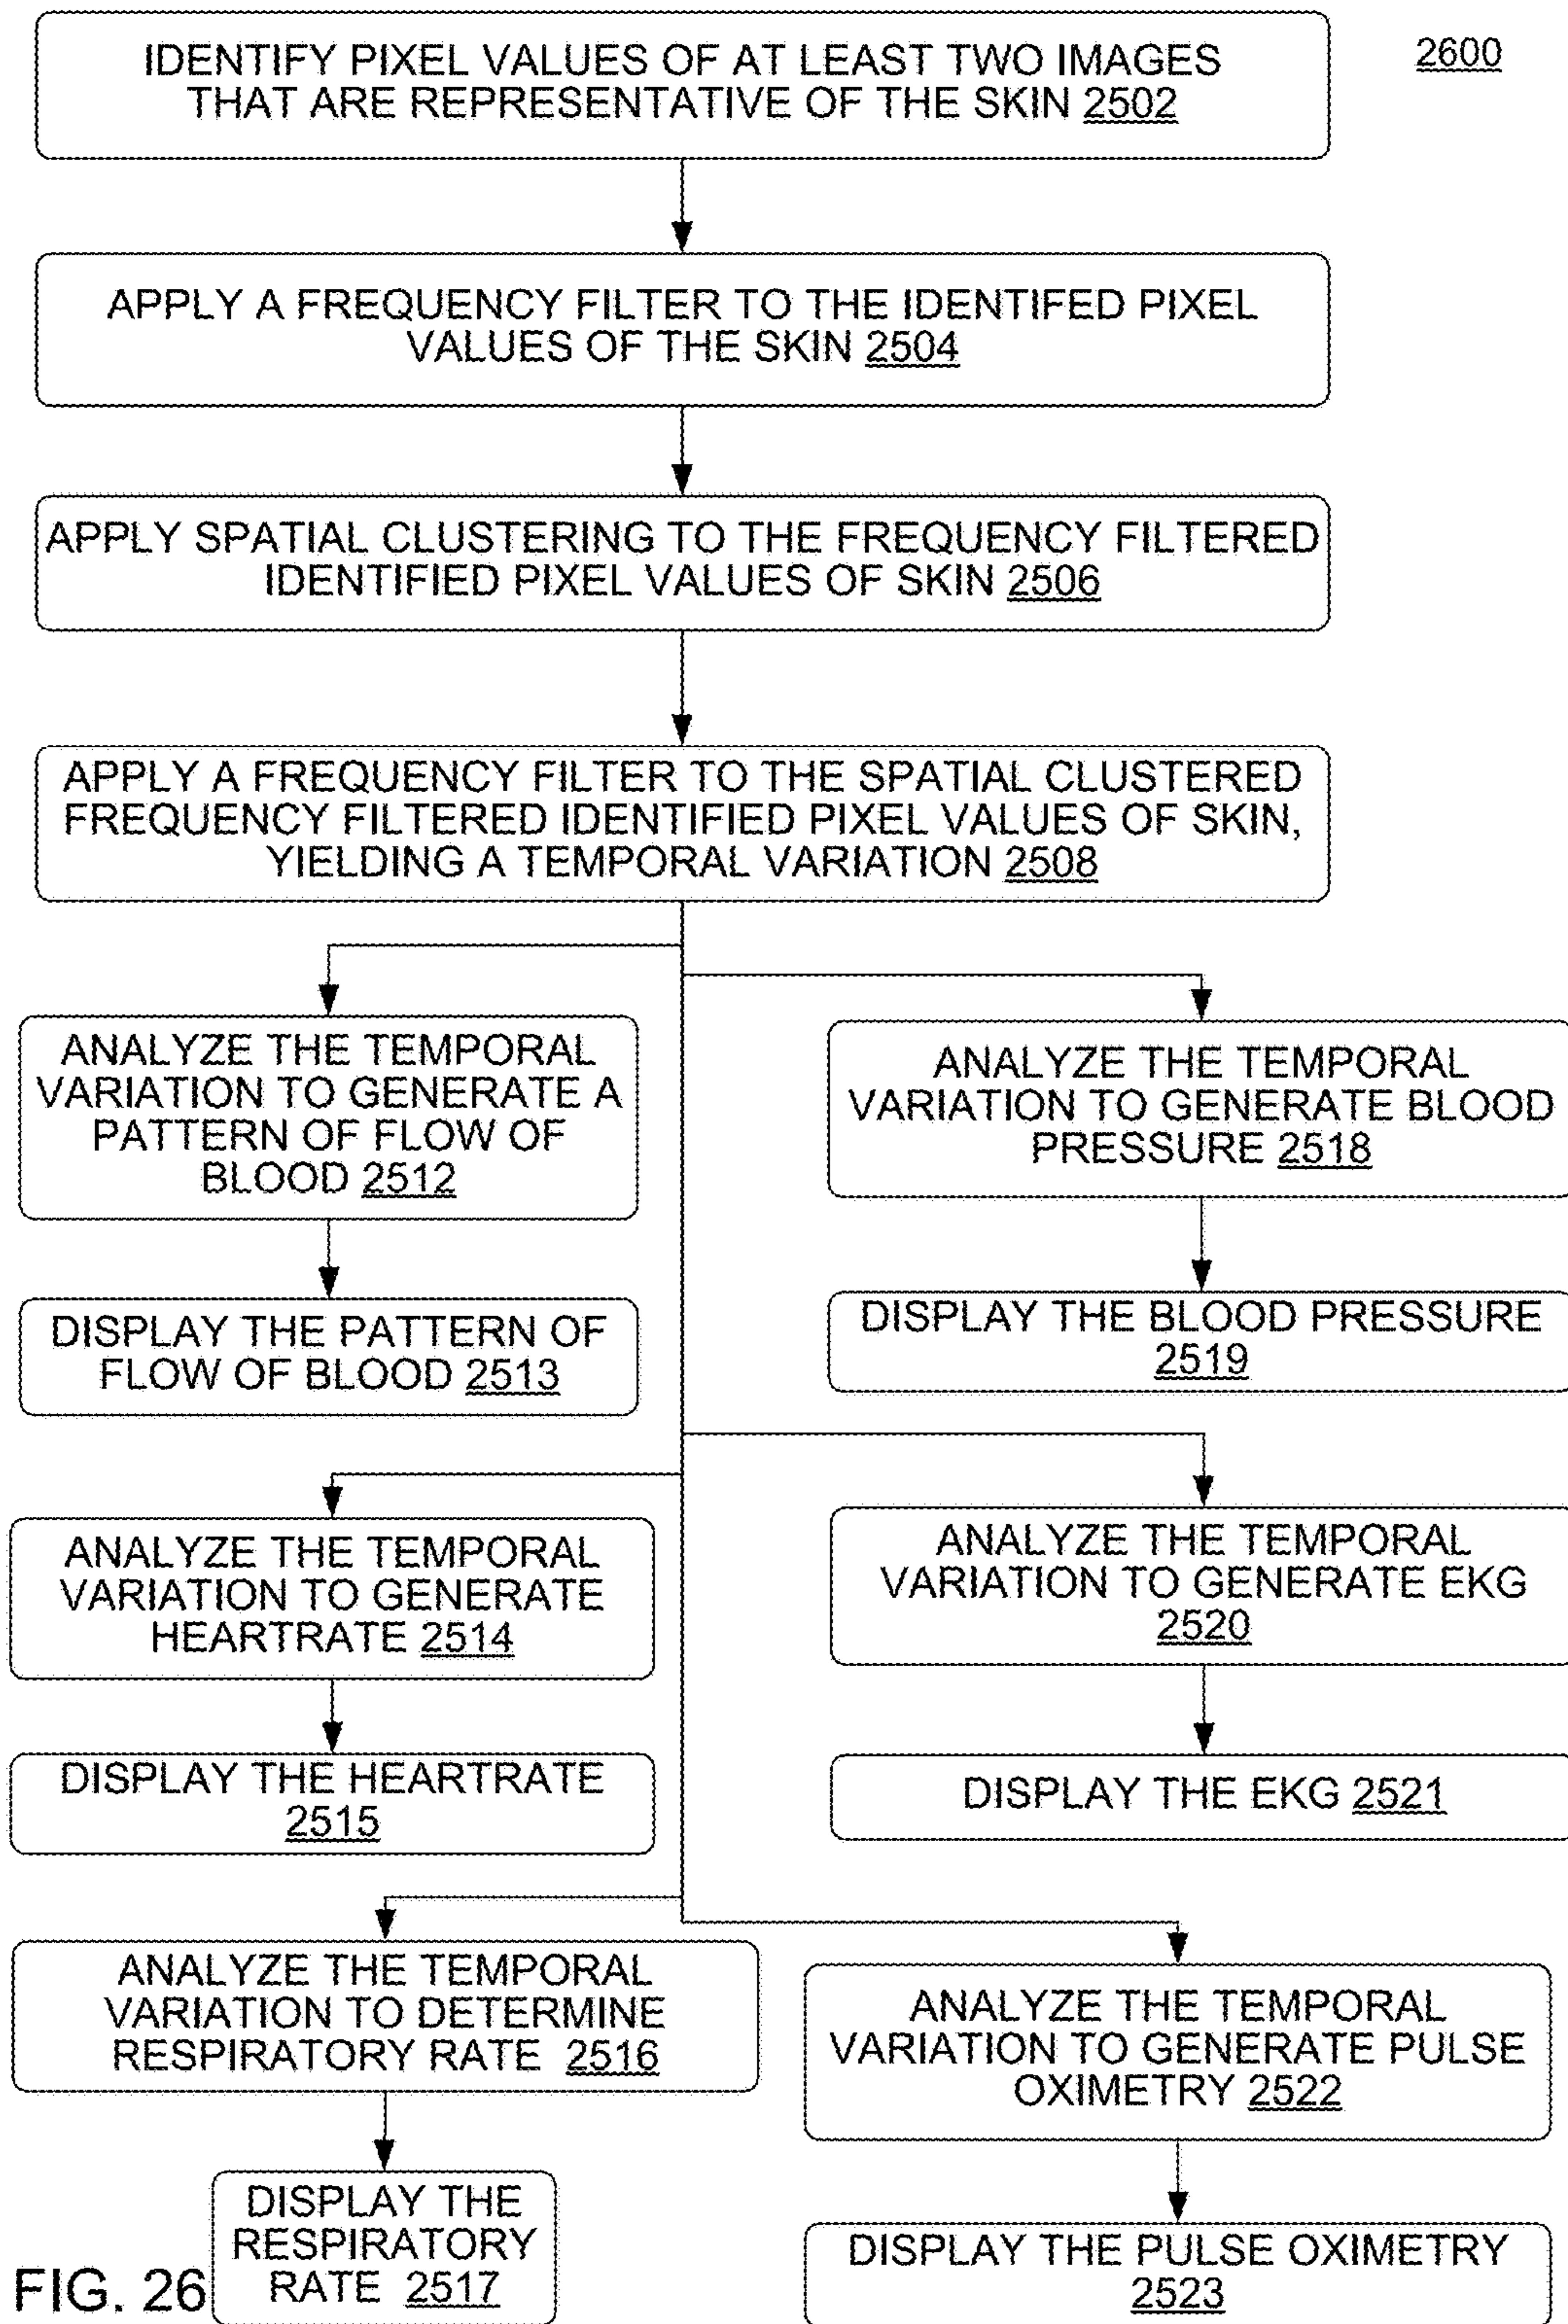 2600
IDENTIFY PIXEL VALUES OF AT LEAST TWO IMAGES
THAT ARE REPRESENTATIVE OF THE SKIN 2502
APPLY A FREQUENCY FILTER TO THE IDENTIFED PIXEL
VALUES OF THE SKIN 2504
APPLY SPATIAL CLUSTERING TO THE FREQUENCY FILTERED
IDENTIFIED PIXEL VALUES OF SKIN 2506
APPLY A FREQUENCY FILTER TO THE SPATIAL CLUSTERED
FREQUENCY FILTERED IDENTIFIED PIXEL VALUES OF SKIN,
YIELDING A TEMPORAL VARIATION 2508
ANALYZE THE TEMPORAL
VARIATION TO GENERATE A
PATTERN OF FLOW OF
BLOOD 2512
DISPLAY THE PATTERN OF
FLOW OF BLOOD 2513
ANALYZE THE TEMPORAL
VARIATION TO GENERATE BLOOD
PRESSURE 2518
DISPLAY THE BLOOD PRESSURE
2519
ANALYZE THE TEMPORAL
VARIATION TO GENERATE
HEARTRATE 2514
DISPLAY THE HEARTRATE
2515
ANALYZE THE TEMPORAL
VARIATION TO GENERATE EKG
2520
DISPLAY THE EKG 2521
ANALYZE THE TEMPORAL
VARIATION TO DETERMINE
RESPIRATORY RATE 2516
DISPLAY THE
RESPIRATORY
RATE 2517
ANALYZE THE TEMPORAL
VARIATION TO GENERATE PULSE
OXIMETRY 2522
DISPLAY THE PULSE OXIMETRY
2523
FIG. 26